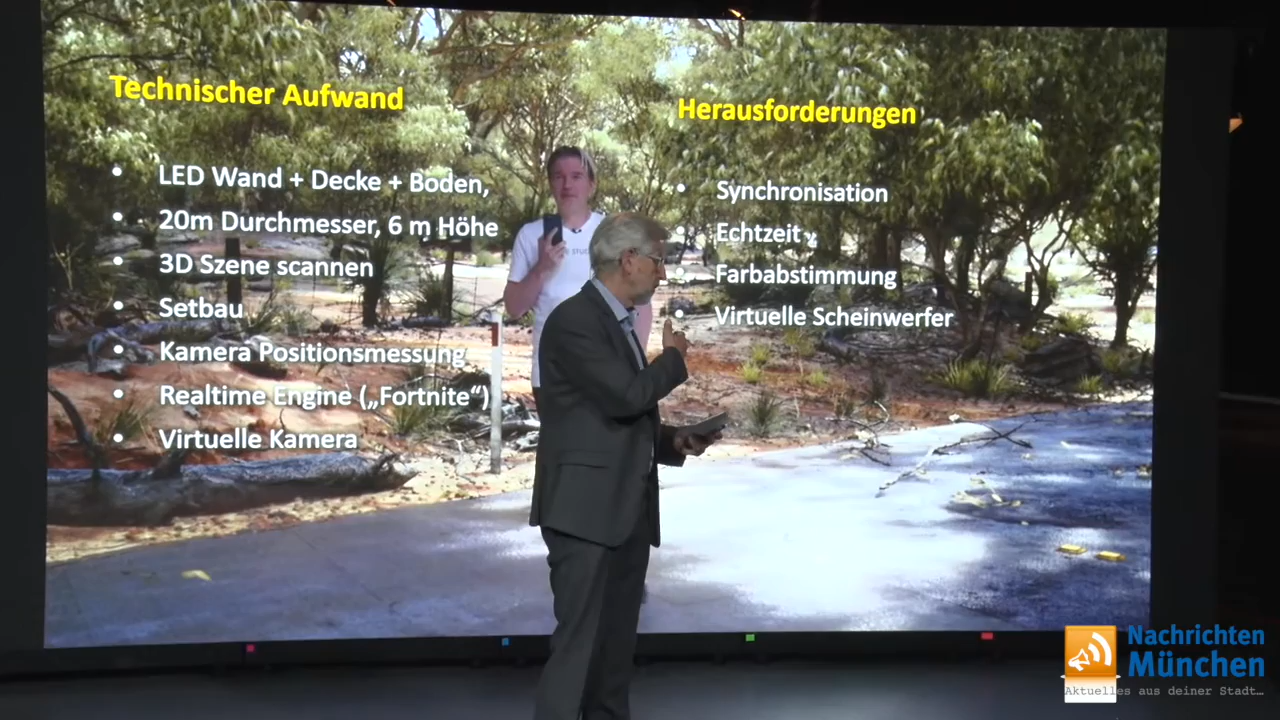 Technischer Aufwand
• LED Wand + Decke + Boden,
• 20m Durchmesser, 6 m Höhe
• 3D Szene scannen
• Setbau
• Kamera Positionsmessung
• Realtime Engine („Fortnite“)
• Virtuelle Kamera
Herausforderungen
• Synchronisation
• Echtzeit
• Farbabstimmung
• Virtuelle Scheinwerfer
Nachrichten
München
Aktuelles aus deiner Stadt…